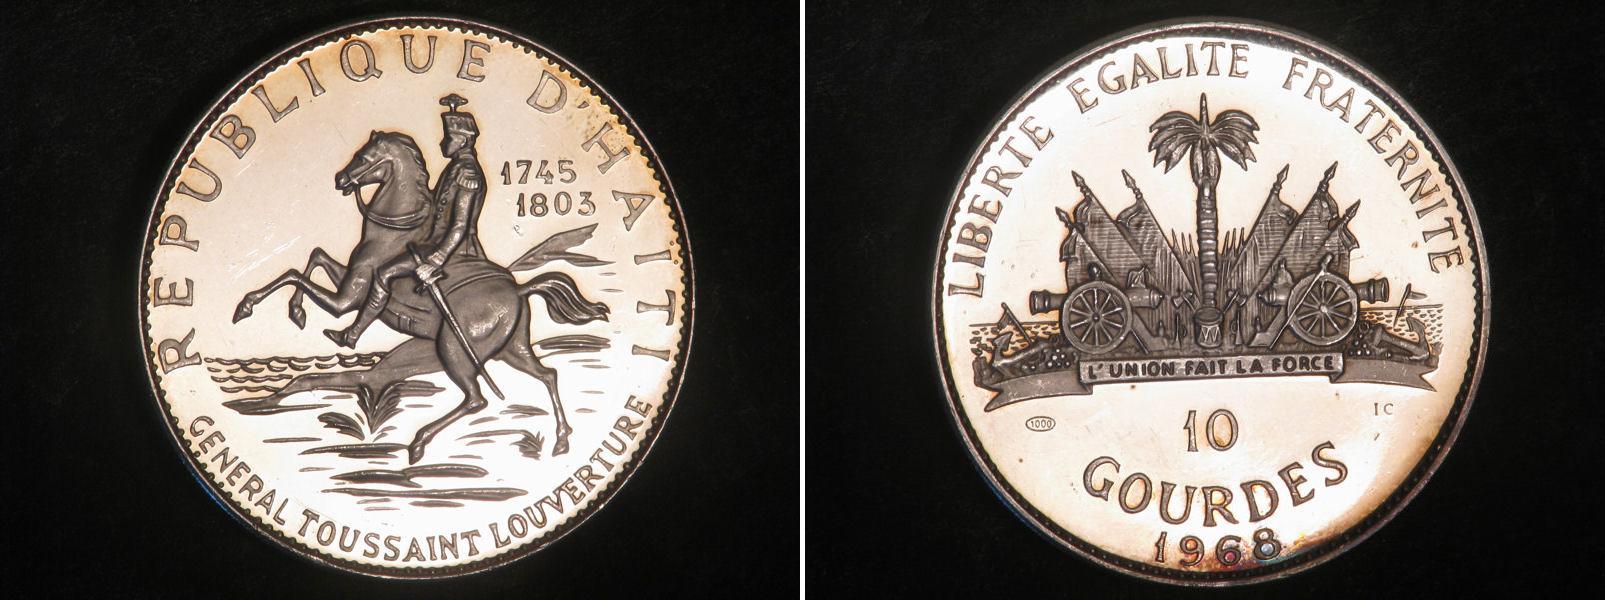 REPUBLIQUE D'HAITI
1745
1803
GENERAL TOUSSAINT LOUVERTURE
LIBERTE EGALITE FRATERNITE
L'UNION FAIT LA FORCE
1000
IC
10
GOURDES
1968